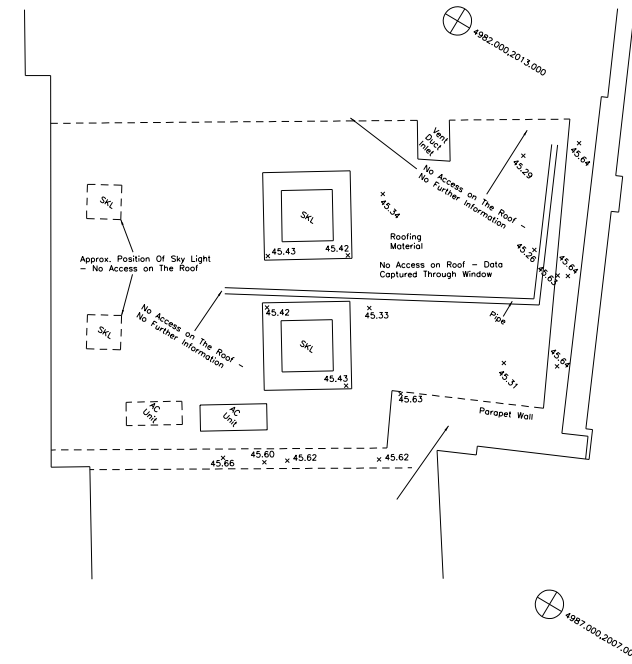 4982.000,2013.000
Vent
Duct
Inlet
45.64
45.29
No Access on The Roof –
No Further Information
SKL
SKL
45.34
Roofing
Material
45.43
45.42
45.26
45.64
45.63
Approx. Position Of Sky Light
– No Access on The Roof
No Access on Roof – Data
Captured Through Window
No Access on The Roof –
No Further Information
45.42
45.33
Pipe
SKL
SKL
45.64
45.31
45.43
45.63
AC
Unit
AC
Unit
Parapet Wall
45.60
45.66
45.62
45.62
4987.000,2007.00